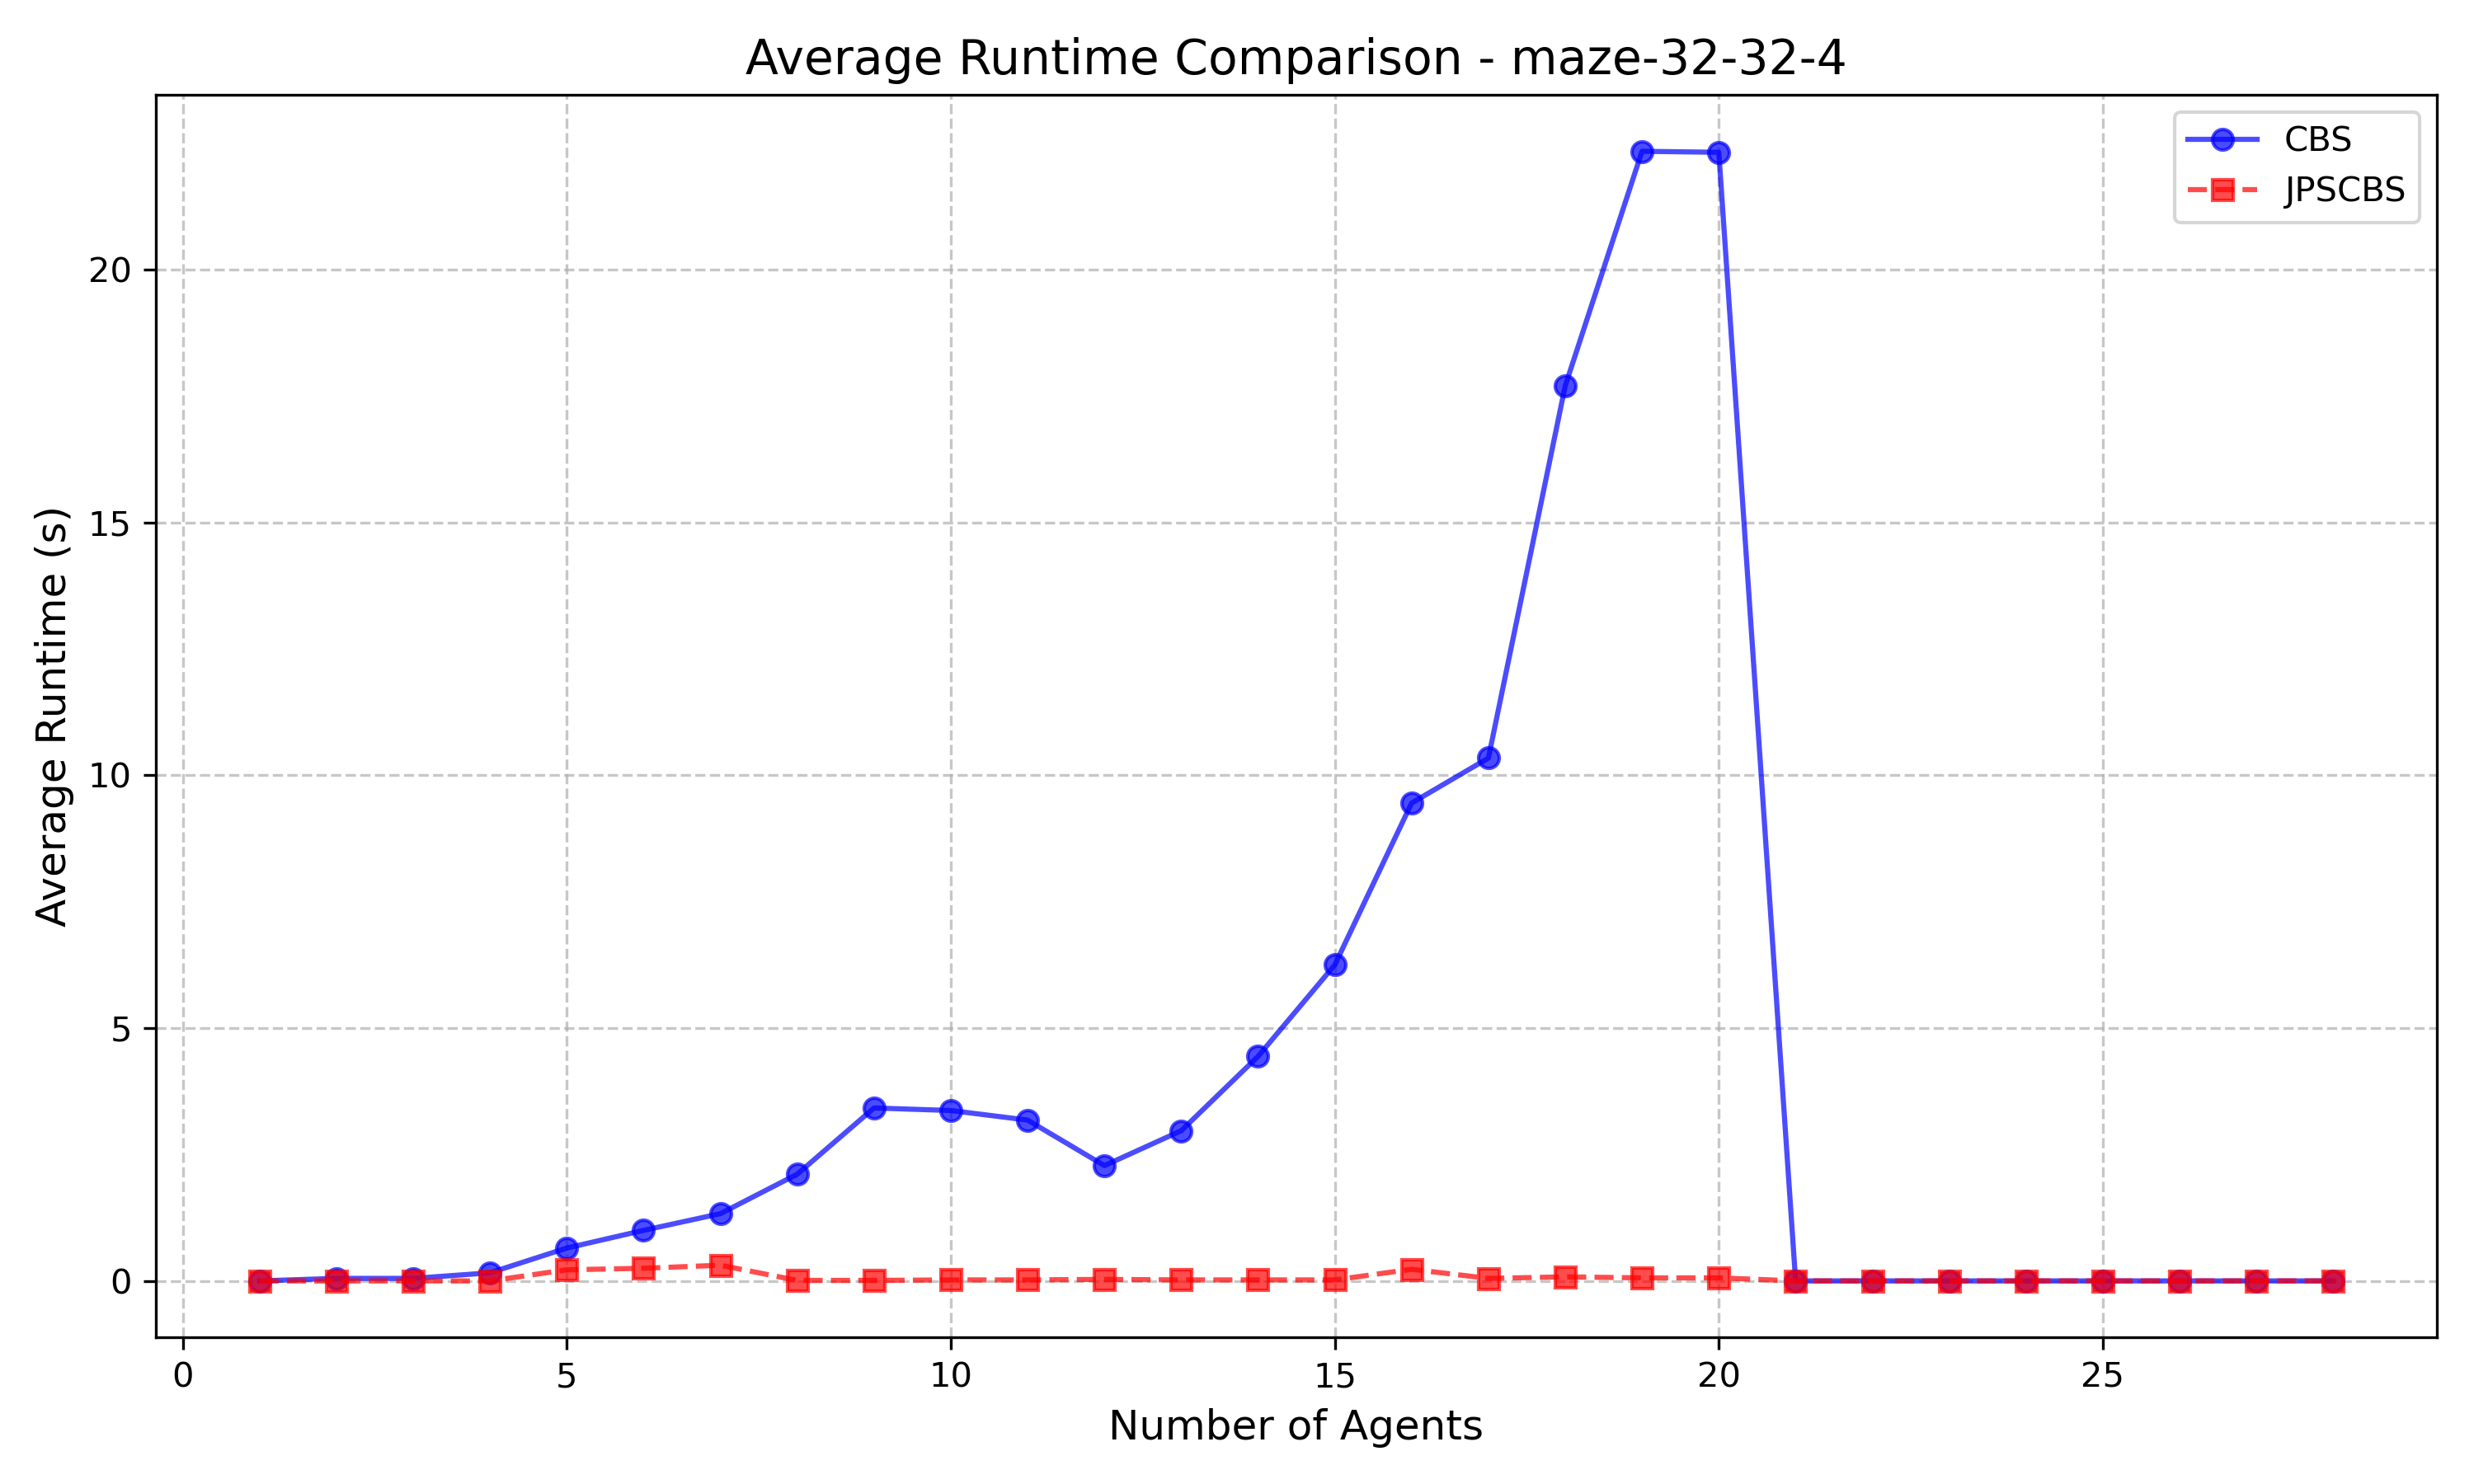 Average Runtime Comparison - maze-32-32-4
CBS
JPSCBS
Average Runtime (s)
20
15
10
5
0
0 5 10 15 20 25
Number of Agents